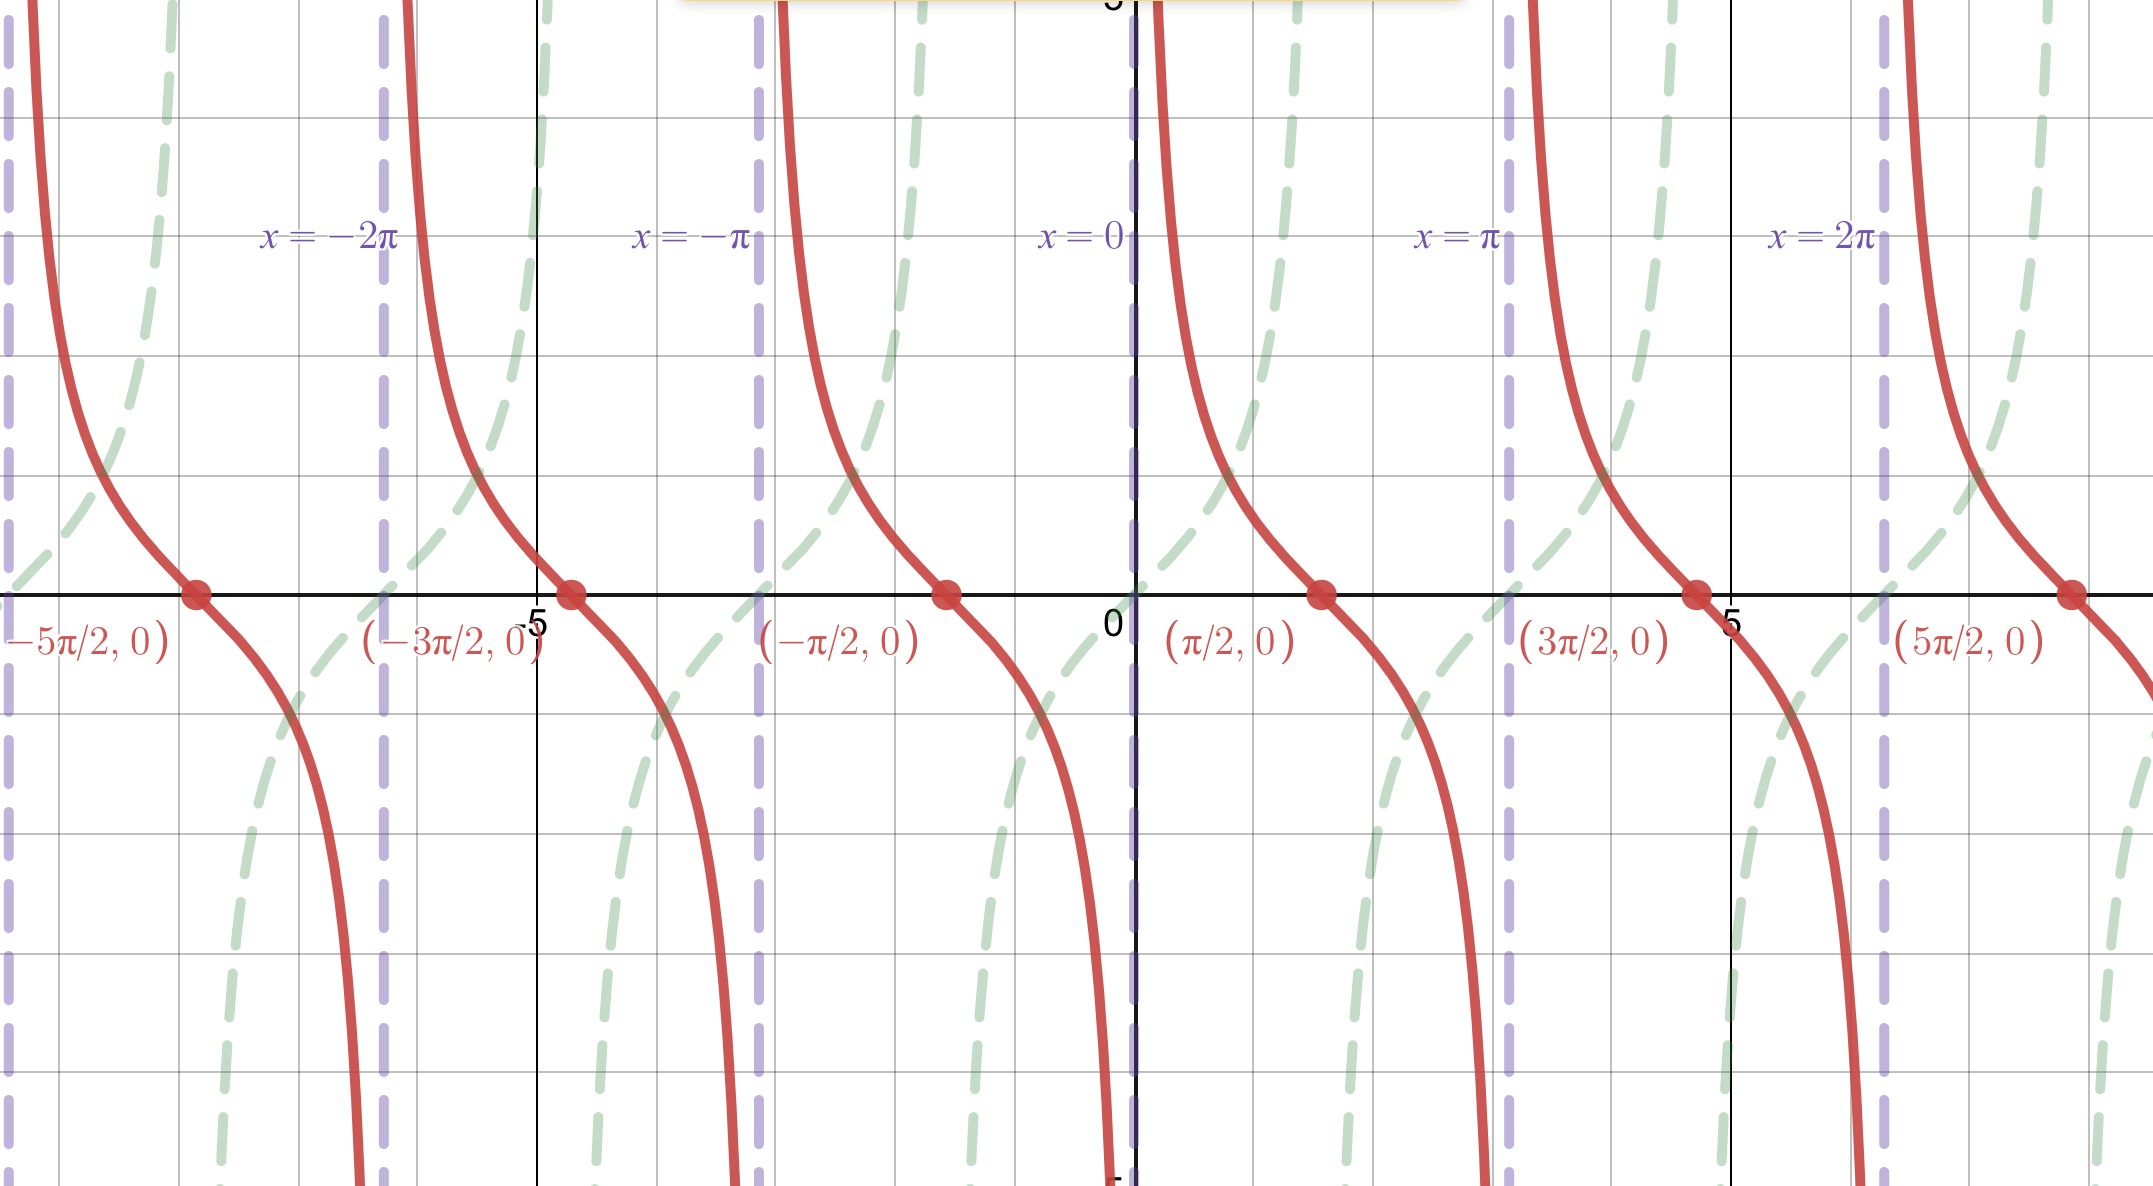 x = −2π
x = −π
x = 0
x = π
x = 2π
-5
0
5
−5π/2, 0)
(−3π/2, 0)
(−π/2, 0)
(π/2, 0)
(3π/2, 0)
(5π/2, 0)